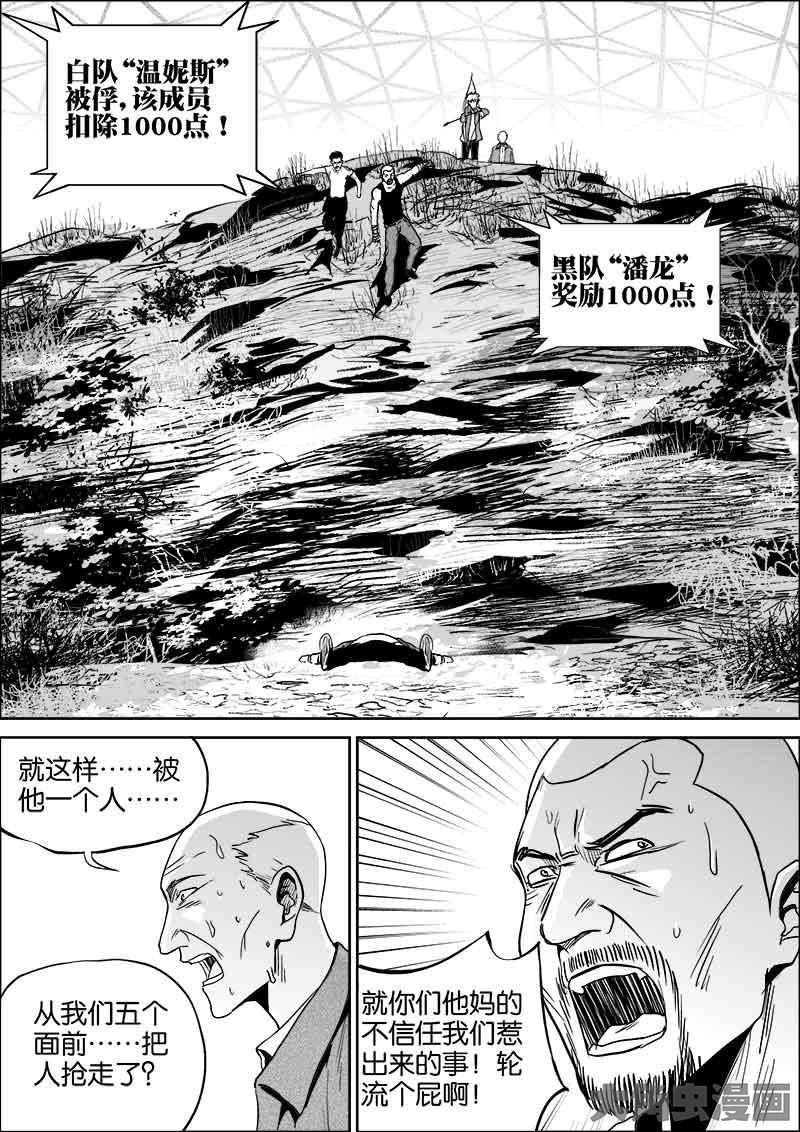 白队“温妮斯”
被俘，该成员
扣除1000点！
黑队“潘龙”
奖励1000点！
就这样……被
他一个人……
从我们五个
面前……把
人抢走了？
就你们他妈的
不信任我们惹
出来的事！轮
流个屁啊！